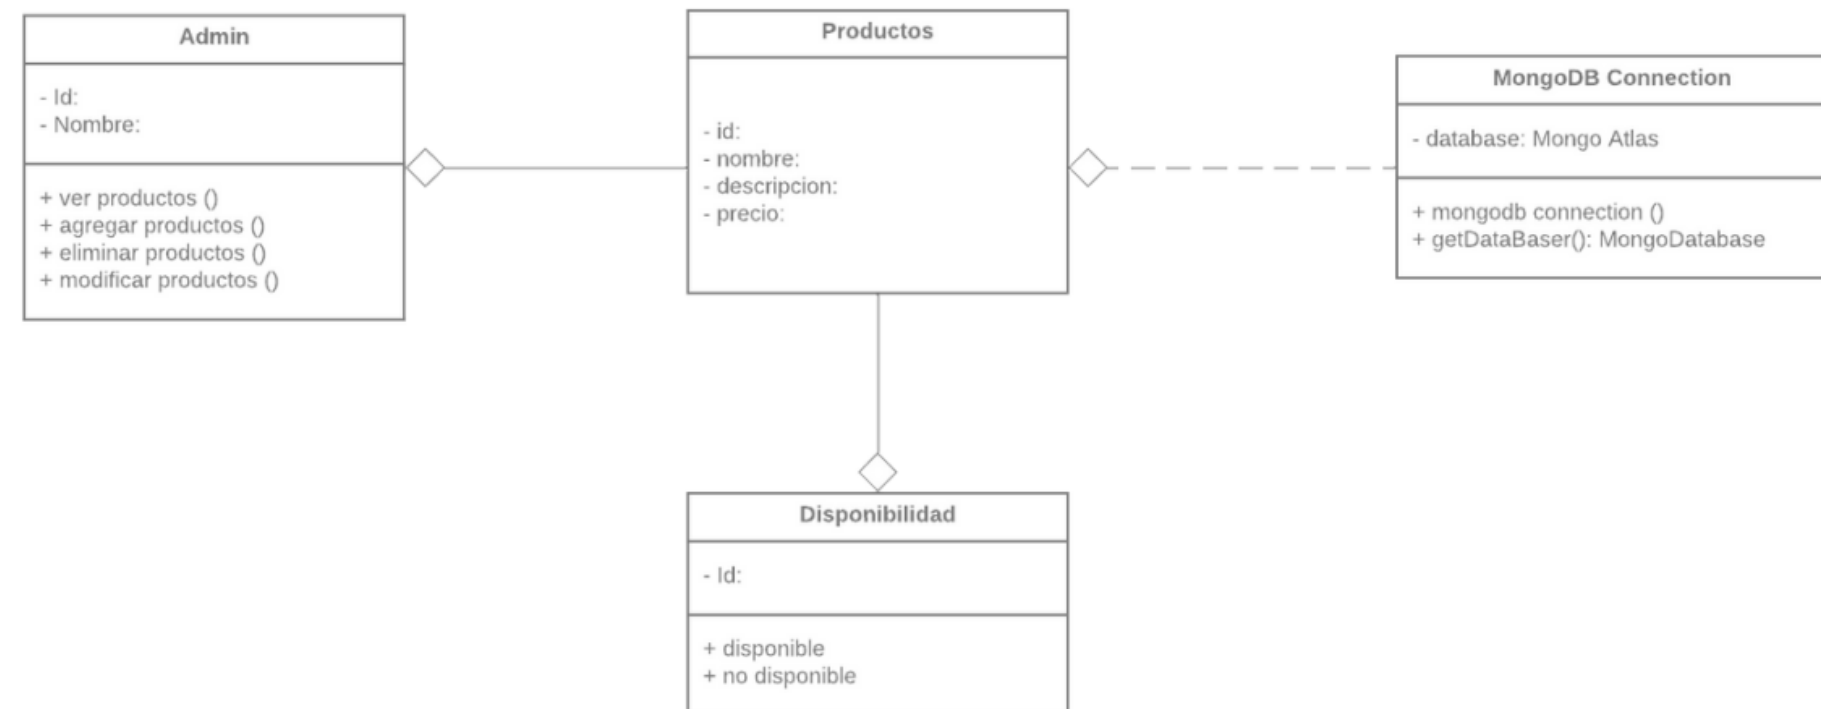 Admin
- Id:
- Nombre:
+ ver productos ()
+ agregar productos ()
+ eliminar productos ()
+ modificar productos ()
Productos
- id:
- nombre:
- descripcion:
- precio:
MongoDB Connection
- database: Mongo Atlas
+ mongodb connection ()
+ getDataBaser(): MongoDatabase
Disponibilidad
- Id:
+ disponible
+ no disponible